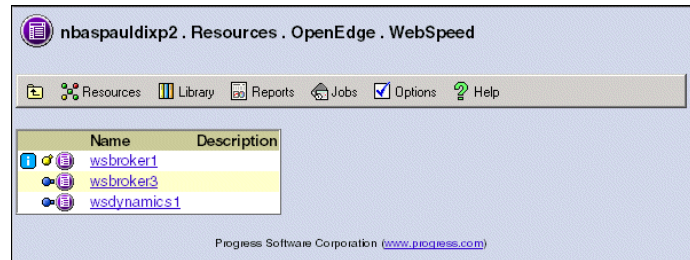 nbaspauldixp2 . Resources . OpenEdge . WebSpeed
Resources Library Reports Jobs Options Help
Name Description
wsbroker1
wsbroker3
wsdynamics1
Progress Software Corporation (www.progress.com)